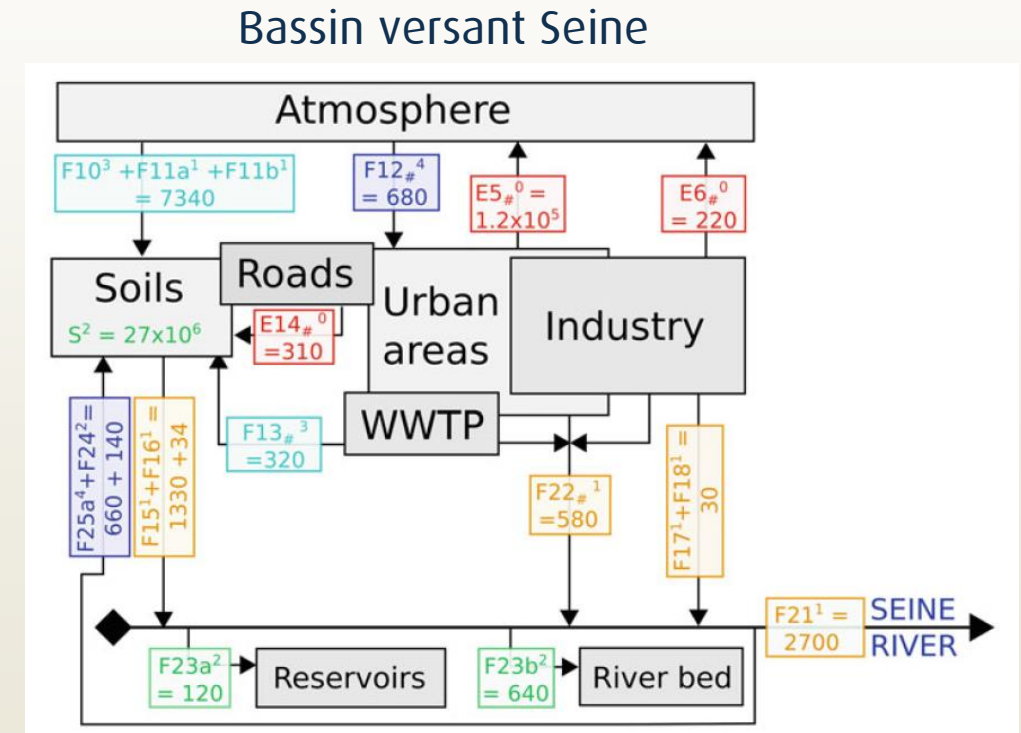 Bassin versant Seine
Atmosphere
F10³ +F11a¹ +F11b¹
= 7340
F12#⁴
= 680
E5#⁰ =
1.2x10⁵
E6#⁰
= 220
Soils
S² = 27x10⁶
Roads
E14#⁰
=310
Urban
areas
Industry
WWTP
F13#³
=320
F25a⁴+F24²=
660 + 140
F15¹+F16¹ =
1330 +34
F22#¹
=580
F17¹+F18¹ =
30
F21¹ =
2700
SEINE
RIVER
F23a²
= 120
Reservoirs
F23b²
= 640
River bed